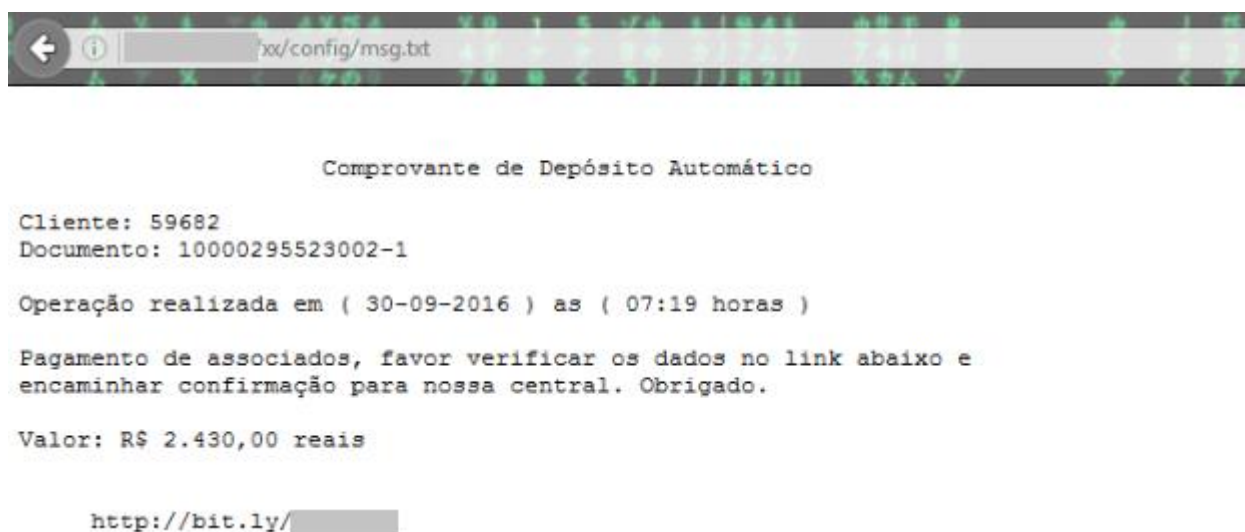 xx/config/msg.txt
Comprovante de Depósito Automático
Cliente: 59682
Documento: 10000295523002-1
Operação realizada em ( 30-09-2016 ) as ( 07:19 horas )
Pagamento de associados, favor verificar os dados no link abaixo e
encaminhar confirmação para nossa central. Obrigado.
Valor: R$ 2.430,00 reais
http://bit.ly/